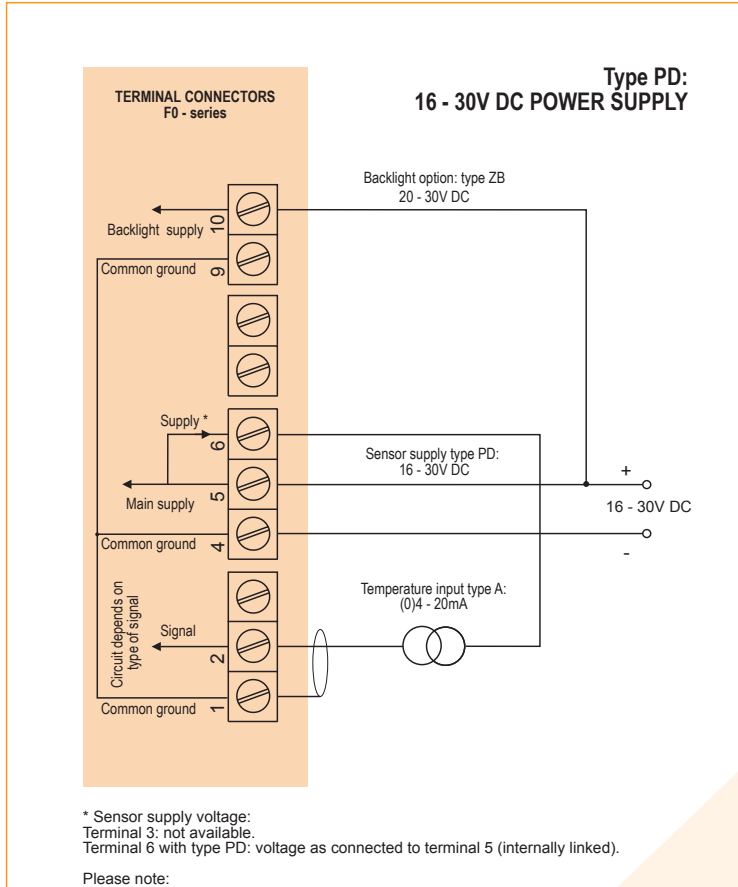 Type PD:
16 - 30V DC POWER SUPPLY
TERMINAL CONNECTORS
F0 - series
Backlight option: type ZB
20 - 30V DC
10
Backlight supply
9
Common ground
Supply *
6
Sensor supply type PD:
16 - 30V DC
5
Main supply
+
16 - 30V DC
-
4
Common ground
Temperature input type A:
(0)4 - 20mA
Circuit depends on
type of signal
Signal
2
1
Common ground
* Sensor supply voltage:
Terminal 3: not available.
Terminal 6 with type PD: voltage as connected to terminal 5 (internally linked).
Please note: